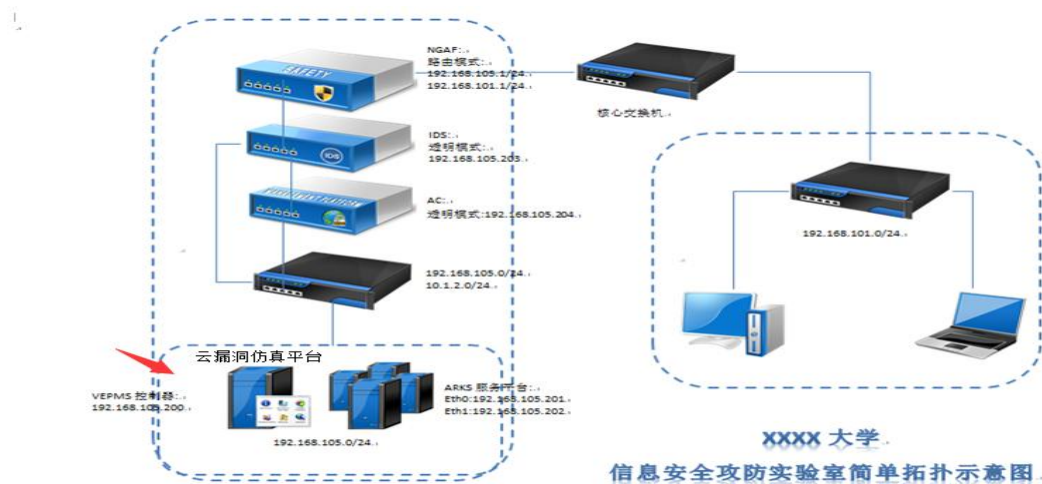 NGAF:
路由模式:
192.168.105.1/24
192.168.101.1/24
SAFETY
核心交换机
IDS:
透明模式:
192.168.105.203
IDS
AC:
透明模式:192.168.105.204
192.168.101.0/24
192.168.105.0/24
10.1.2.0/24
云漏洞仿真平台
VEPMS 控制器:
192.168.105.200
ARKS 服务平台:
Eth0:192.168.105.201
Eth1:192.168.105.202
192.168.105.0/24
XXXX 大学
信息安全攻防实验室简单拓扑示意图